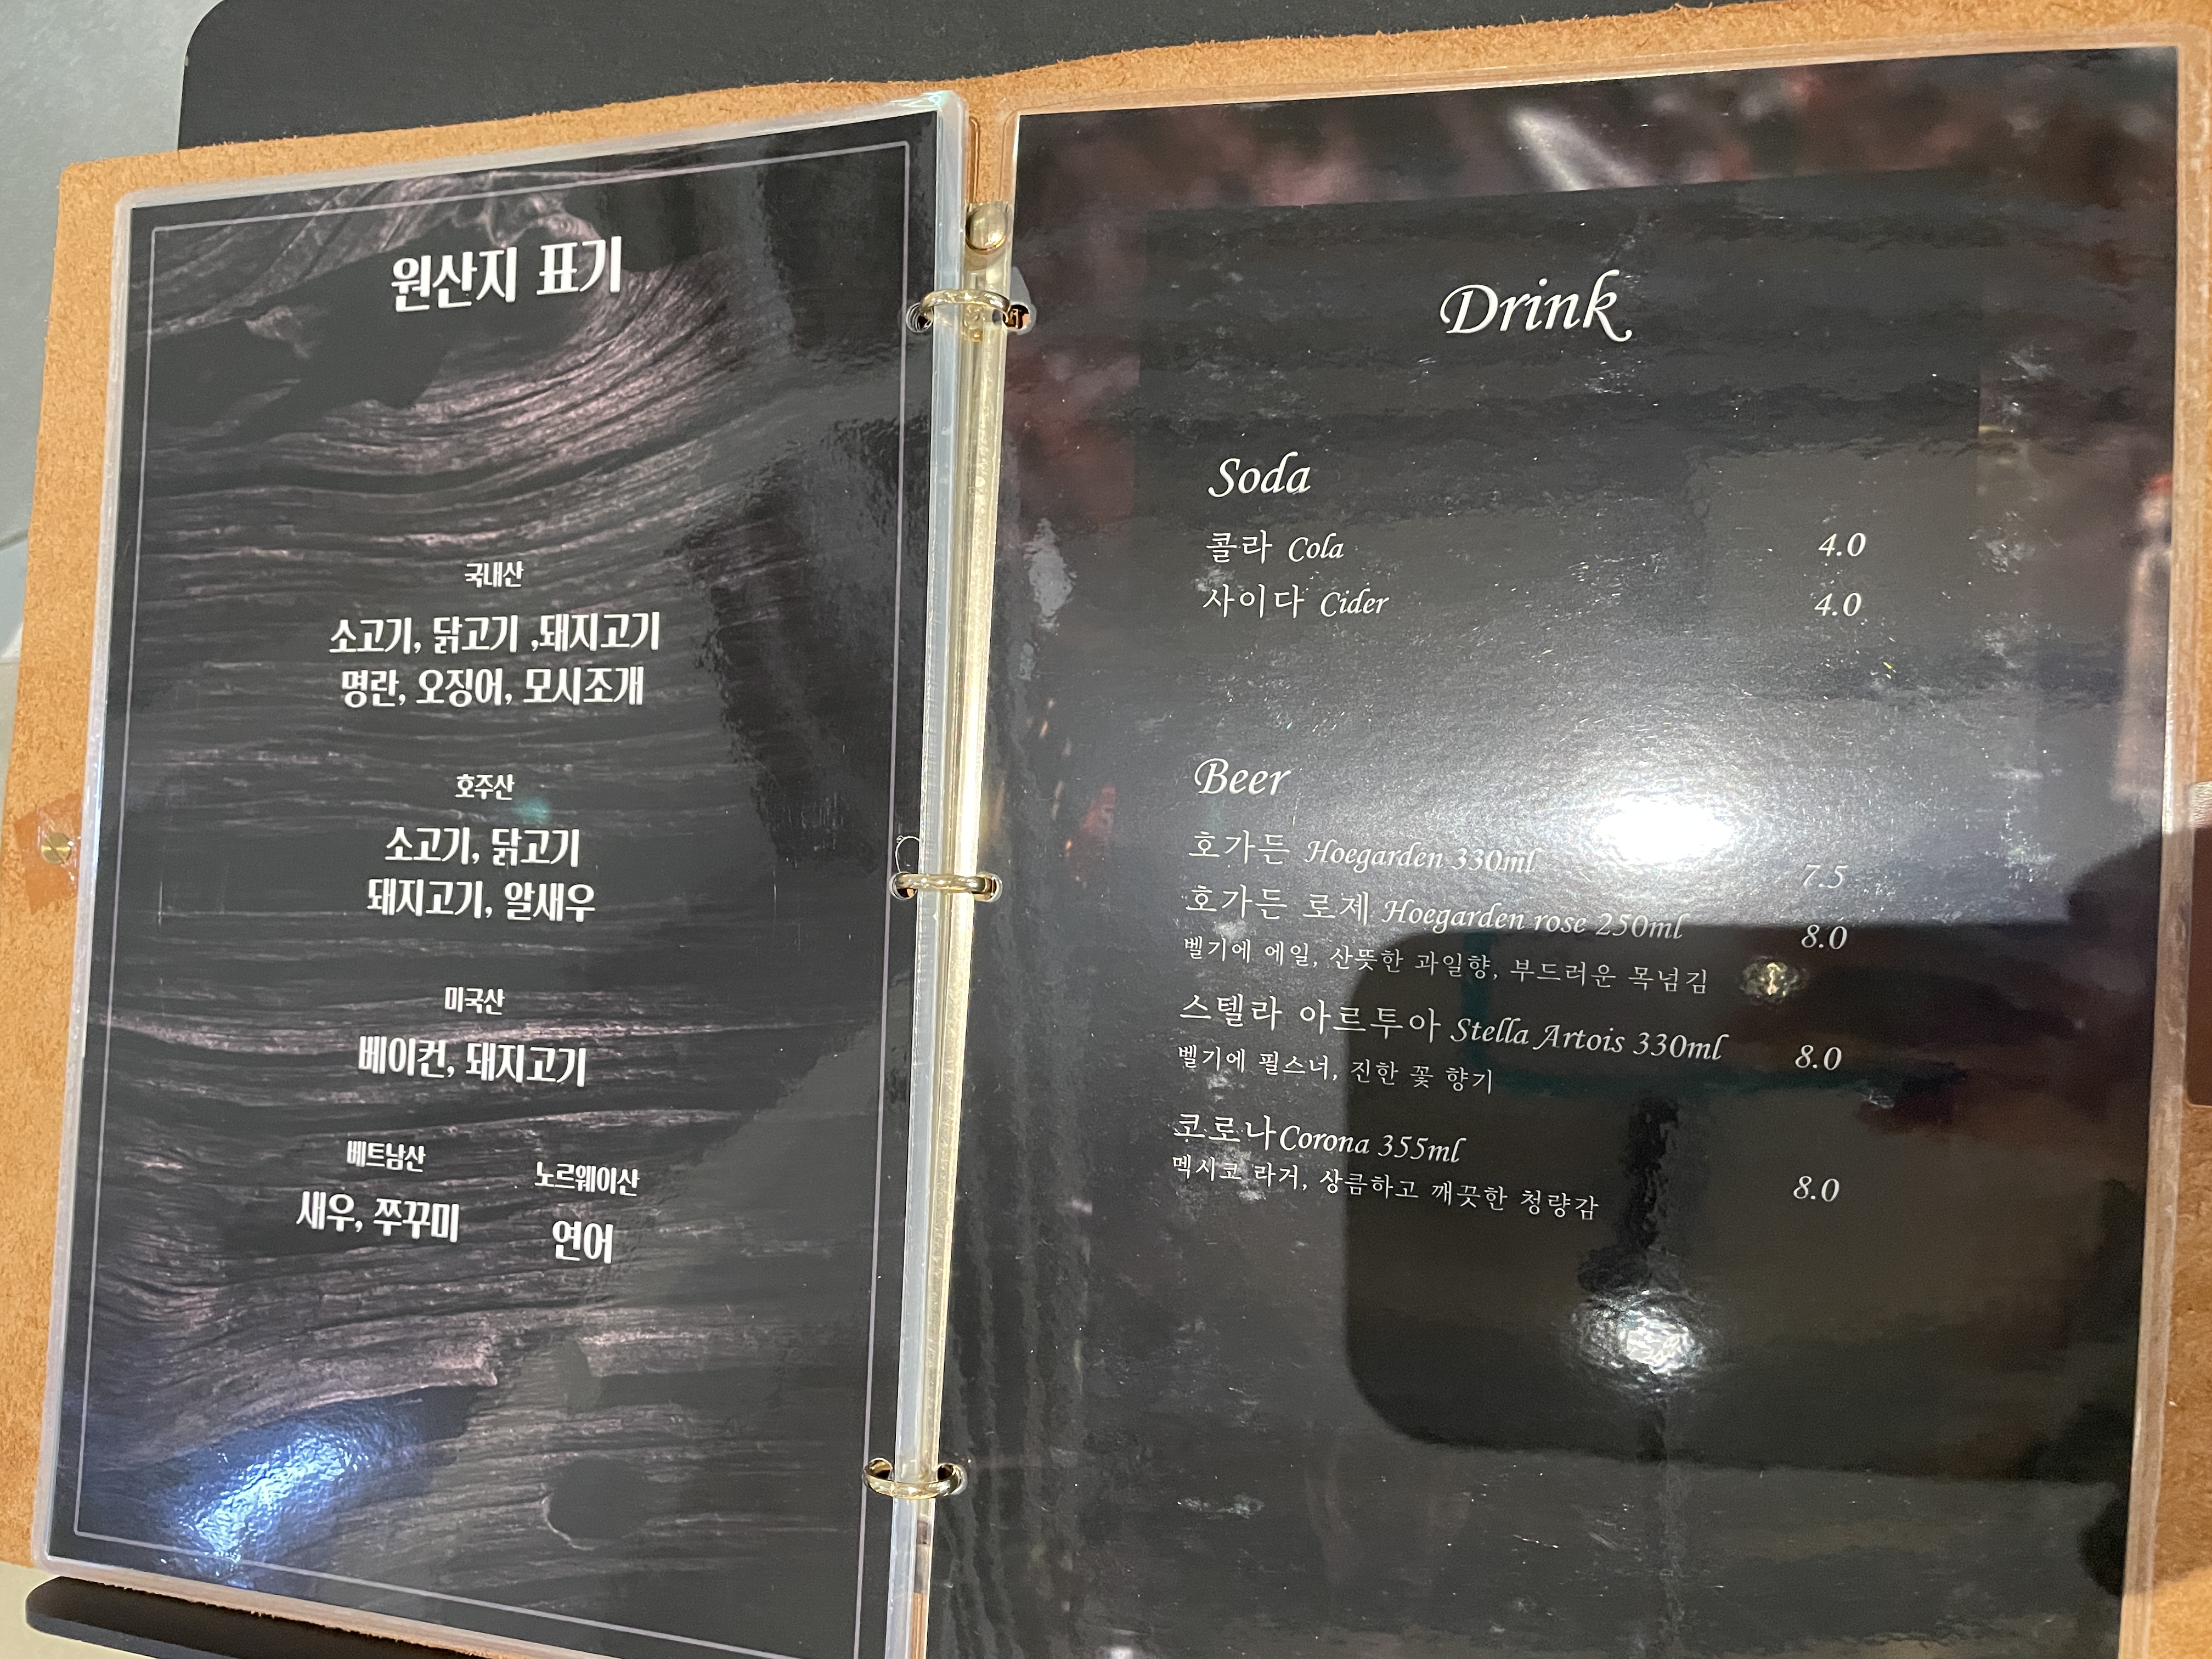 원산지 표기
국내산
소고기, 닭고기 ,돼지고기
명란, 오징어, 모시조개
호주산
소고기, 닭고기
돼지고기, 알새우
미국산
베이컨, 돼지고기
베트남산
새우, 쭈꾸미
노르웨이산
연어
Drink
Soda
콜라 Cola 4.0
사이다 Cider 4.0
Beer
호가든 Hoegarden 330ml 7.5
호가든 로제 Hoegarden rose 250ml 8.0
벨기에 에일, 산뜻한 과일향, 부드러운 목넘김
스텔라 아르투아 Stella Artois 330ml 8.0
벨기에 필스너, 진한 꽃 향기
코로나 Corona 355ml
멕시코 라거, 상큼하고 깨끗한 청량감 8.0